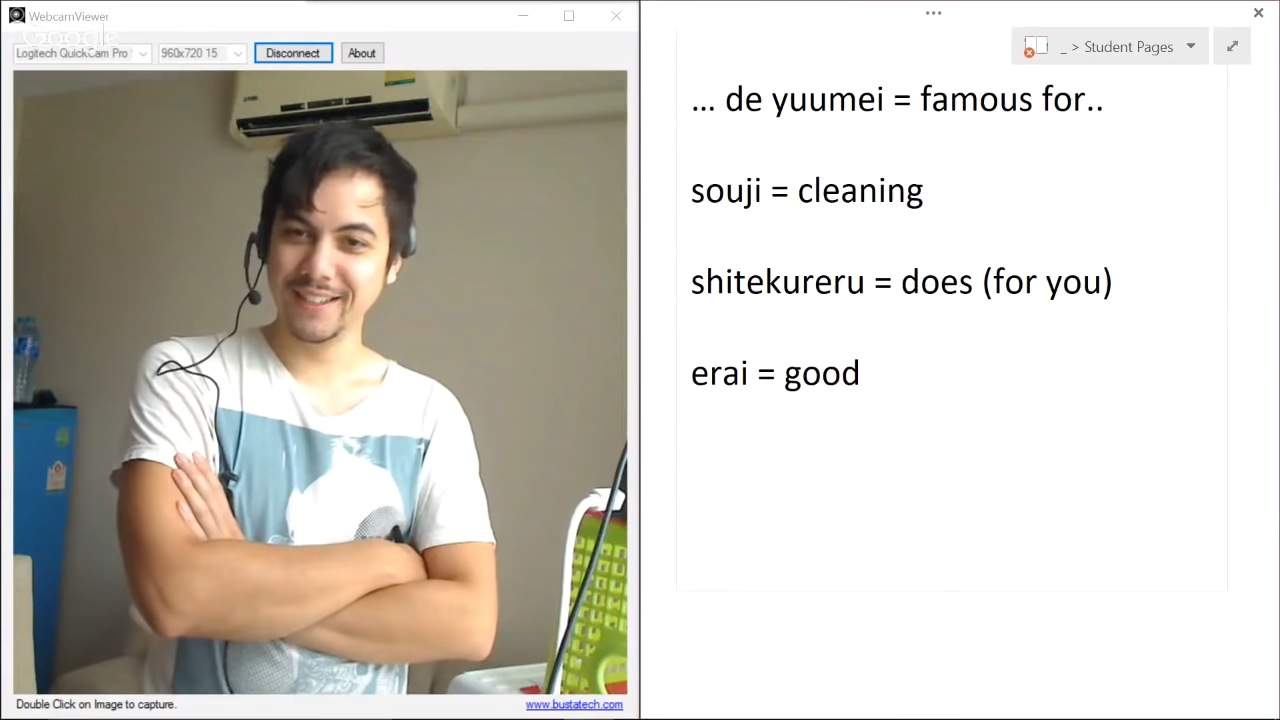 WebcamViewer
Google
Logitech QuickCam Pro
960x720 15
Disconnect
About
Double Click on Image to capture.
www.bustatech.com
_ > Student Pages
... de yuumei = famous for..
souji = cleaning
shitekureru = does (for you)
erai = good